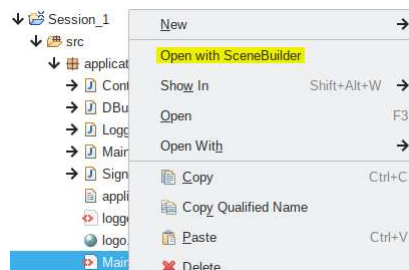 Session_1
src
applicat
Cont
DBu
Logg
Main
Sign
appli
logge
logo.
Main
New
Open with SceneBuilder
Show In Shift+Alt+W
Open F3
Open With
Copy Ctrl+C
Copy Qualified Name
Paste Ctrl+V
Delete